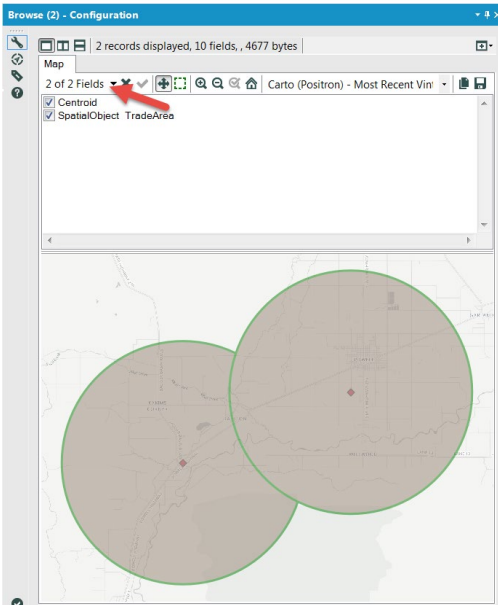 Browse (2) - Configuration
2 records displayed, 10 fields, , 4677 bytes
Map
2 of 2 Fields
Carto (Positron) - Most Recent Vint
Centroid
SpatialObject_TradeArea